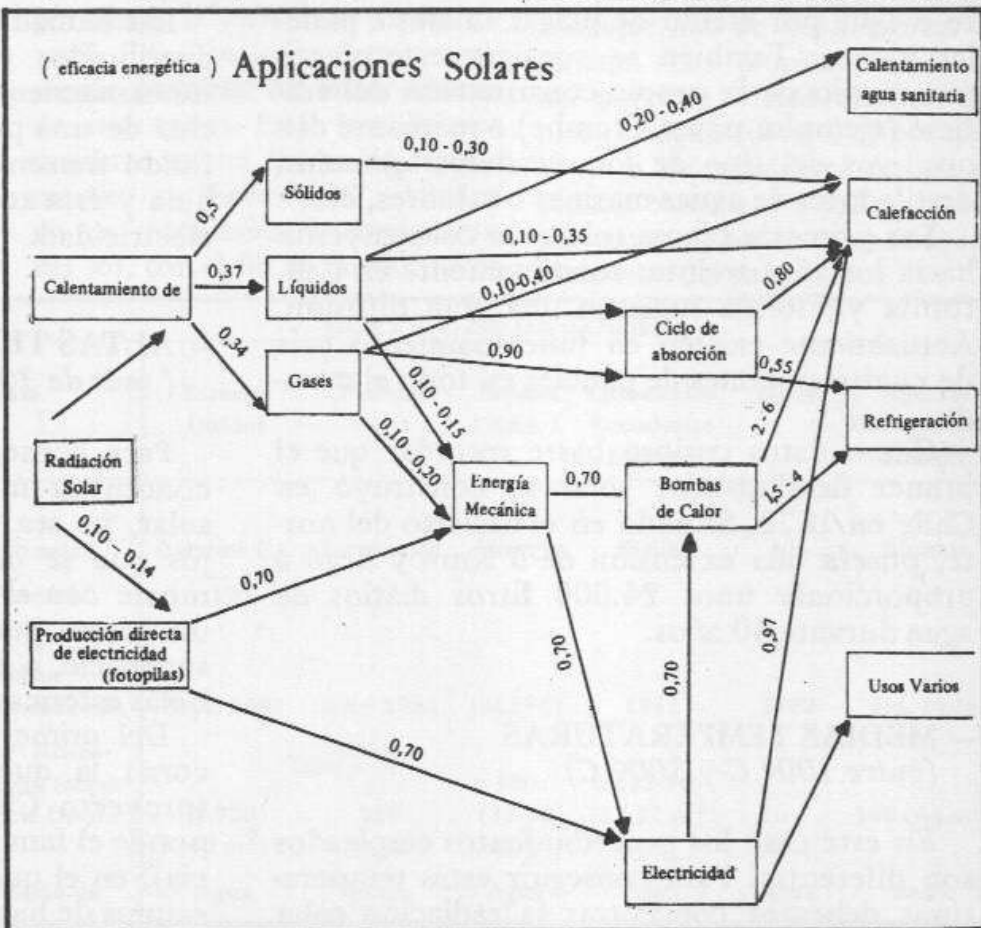 ( eficacia energética ) Aplicaciones Solares
Calentamiento
agua sanitaria
0,20 - 0,40
0,10 - 0,30
Sólidos
Calefacción
0,10 - 0,35
0,37
Calentamiento de
Líquidos
0,10-0,40
0,80
0,34
Gases
Ciclo de
absorción
0,90
0,55
0,10 - 0,15
Refrigeración
2 - 6
0,10 - 0,20
Radiación
Solar
Energía
Mecánica
0,70
Bombas
de Calor
1,5 - 4
0,10 - 0,14
0,70
Producción directa
de electricidad
(fotopilas)
0,70
0,70
0,97
Usos Varios
0,70
Electricidad